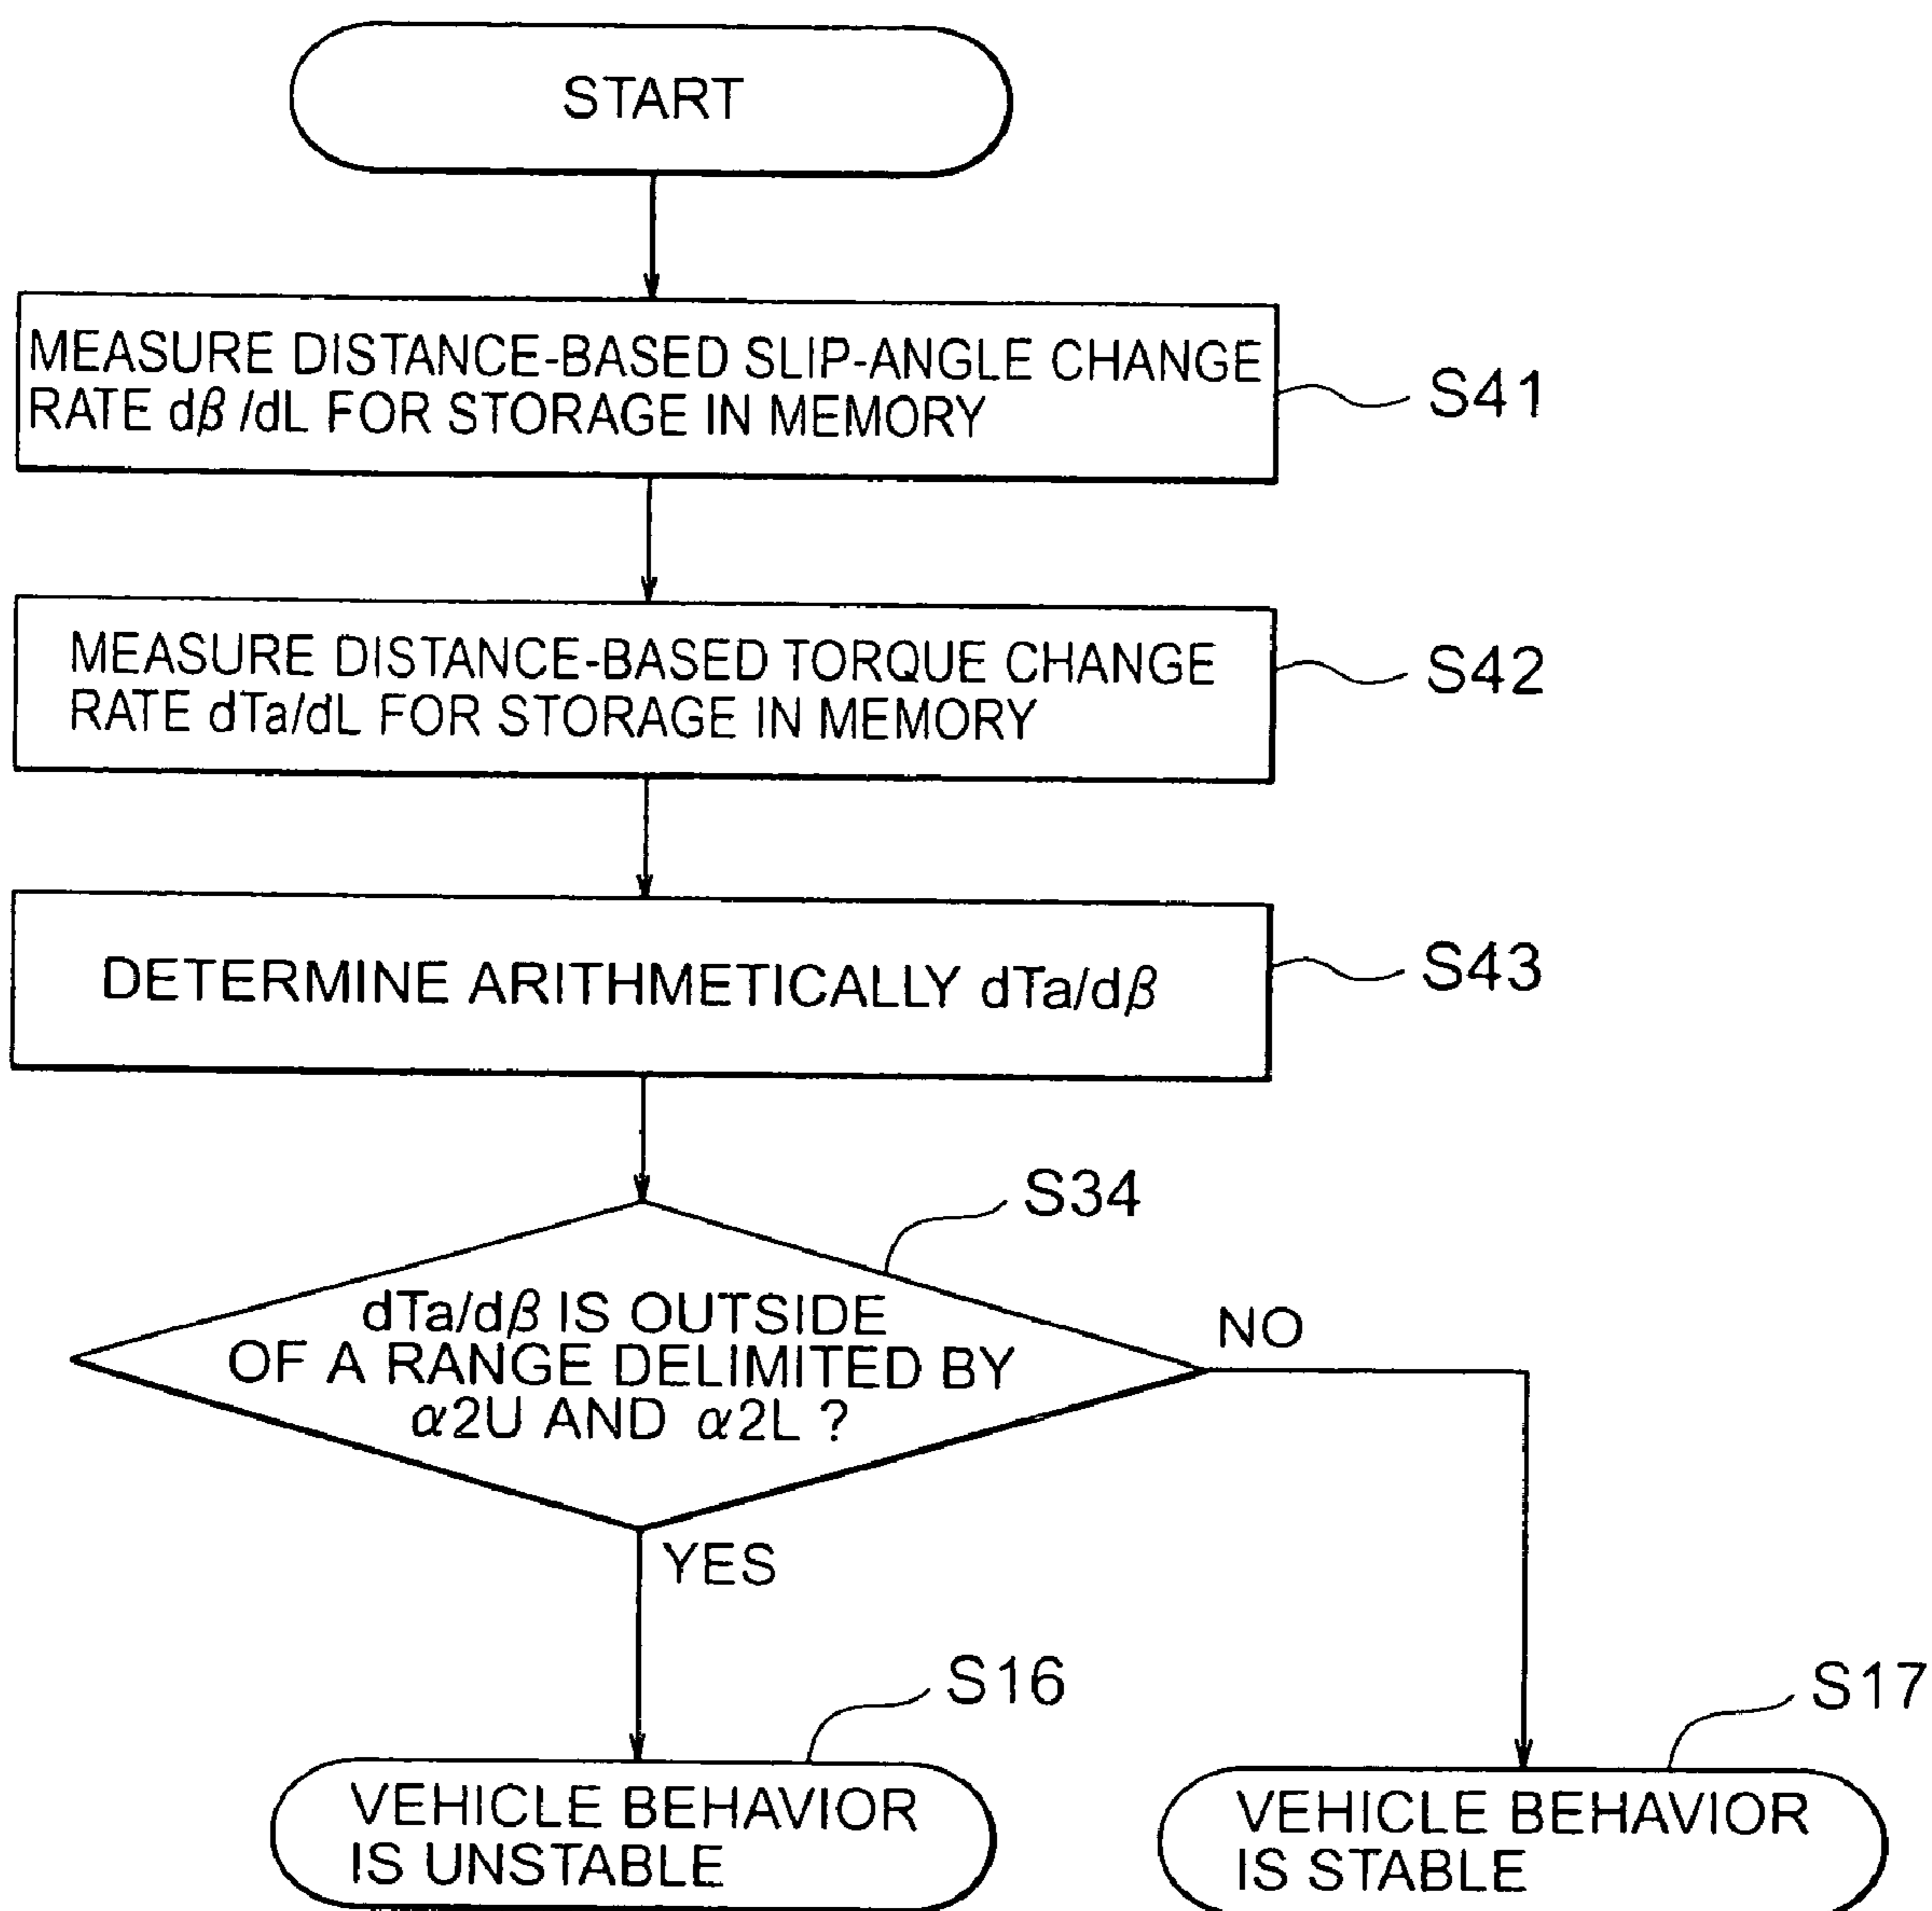 START
MEASURE DISTANCE-BASED SLIP-ANGLE CHANGE
RATE dβ/dL FOR STORAGE IN MEMORY
S41
MEASURE DISTANCE-BASED TORQUE CHANGE
RATE dTa/dL FOR STORAGE IN MEMORY
S42
DETERMINE ARITHMETICALLY dTa/dβ
S43
S34
dTa/dβ IS OUTSIDE
OF A RANGE DELIMITED BY
α2U AND α2L ?
NO
YES
S16
VEHICLE BEHAVIOR
IS UNSTABLE
S17
VEHICLE BEHAVIOR
IS STABLE